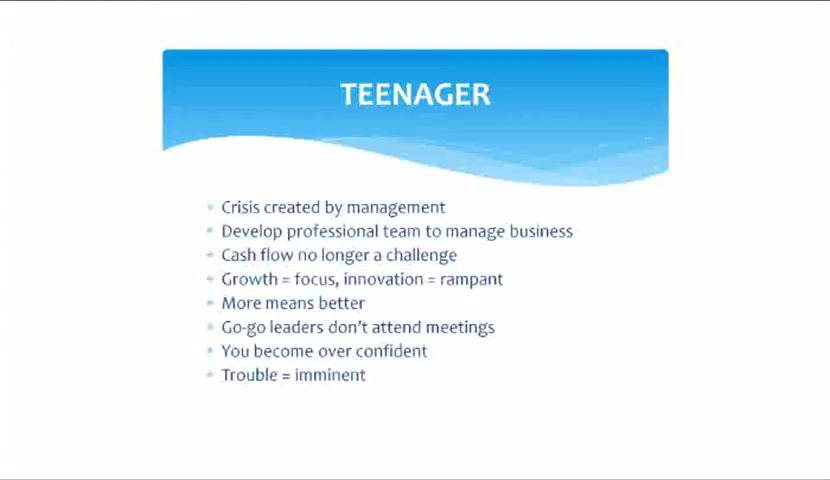 TEENAGER
Crisis created by management
Develop professional team to manage business
Cash flow no longer a challenge
Growth = focus, innovation = rampant
More means better
Go-go leaders don't attend meetings
You become over confident
Trouble = imminent